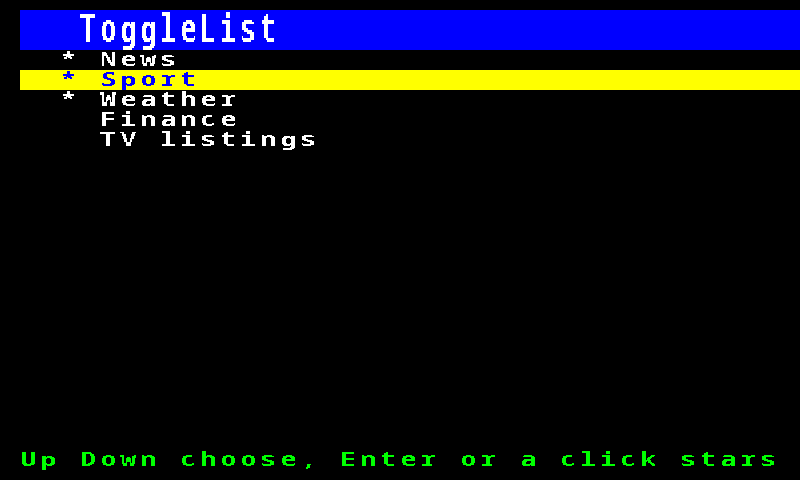 ToggleList
* News
* Sport
* Weather
Finance
TV listings
Up Down choose, Enter or a click stars